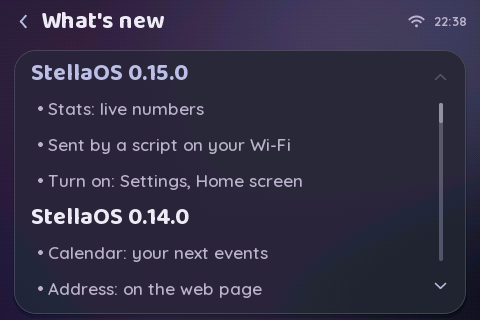 What's new
22:38
StellaOS 0.15.0
• Stats: live numbers
• Sent by a script on your Wi-Fi
• Turn on: Settings, Home screen
StellaOS 0.14.0
• Calendar: your next events
• Address: on the web page